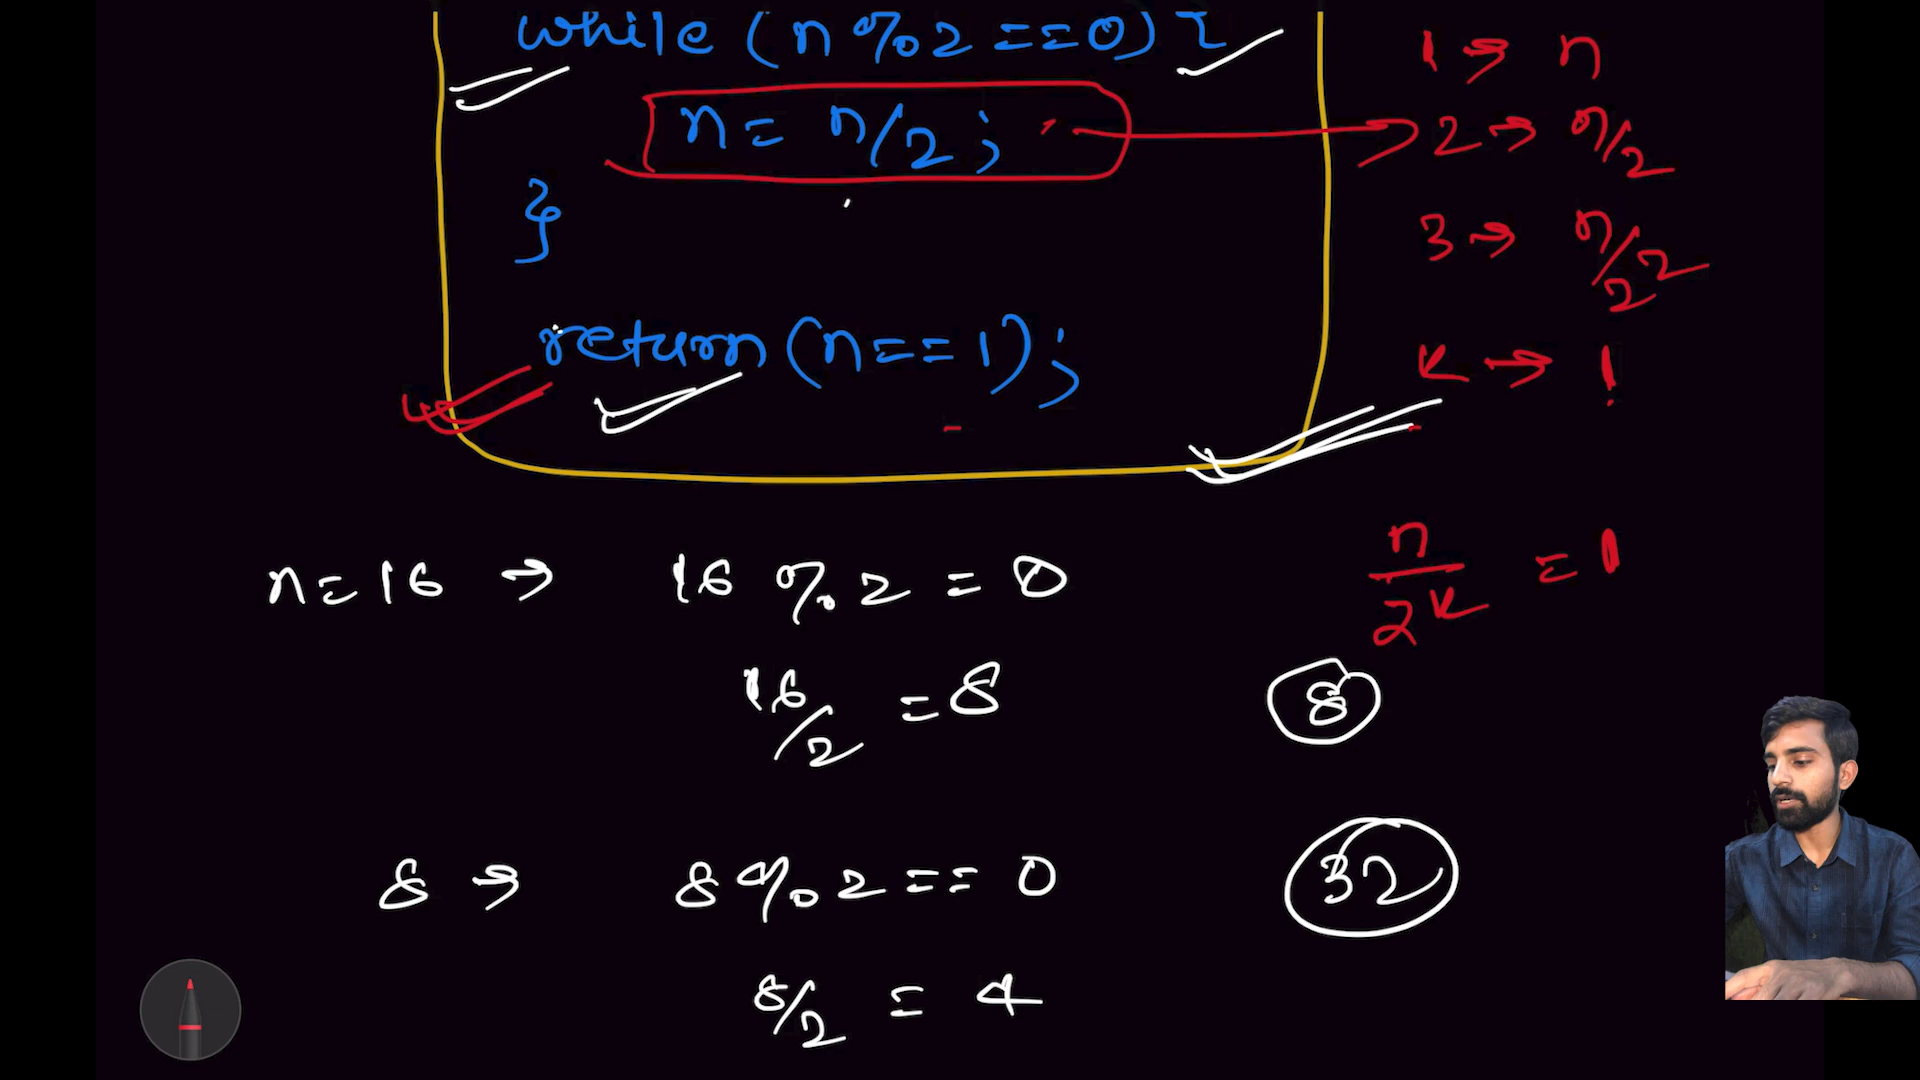 while (n%2==0){
n = n/2;
}
return (n==1);
1 → n
2 → n/2
3 → n/2²
k → 1
n=16 → 16 % 2 = 0
n/2ᵏ = 1
16/2 = 8
8
8 → 8%2 == 0
32
8/2 = 4